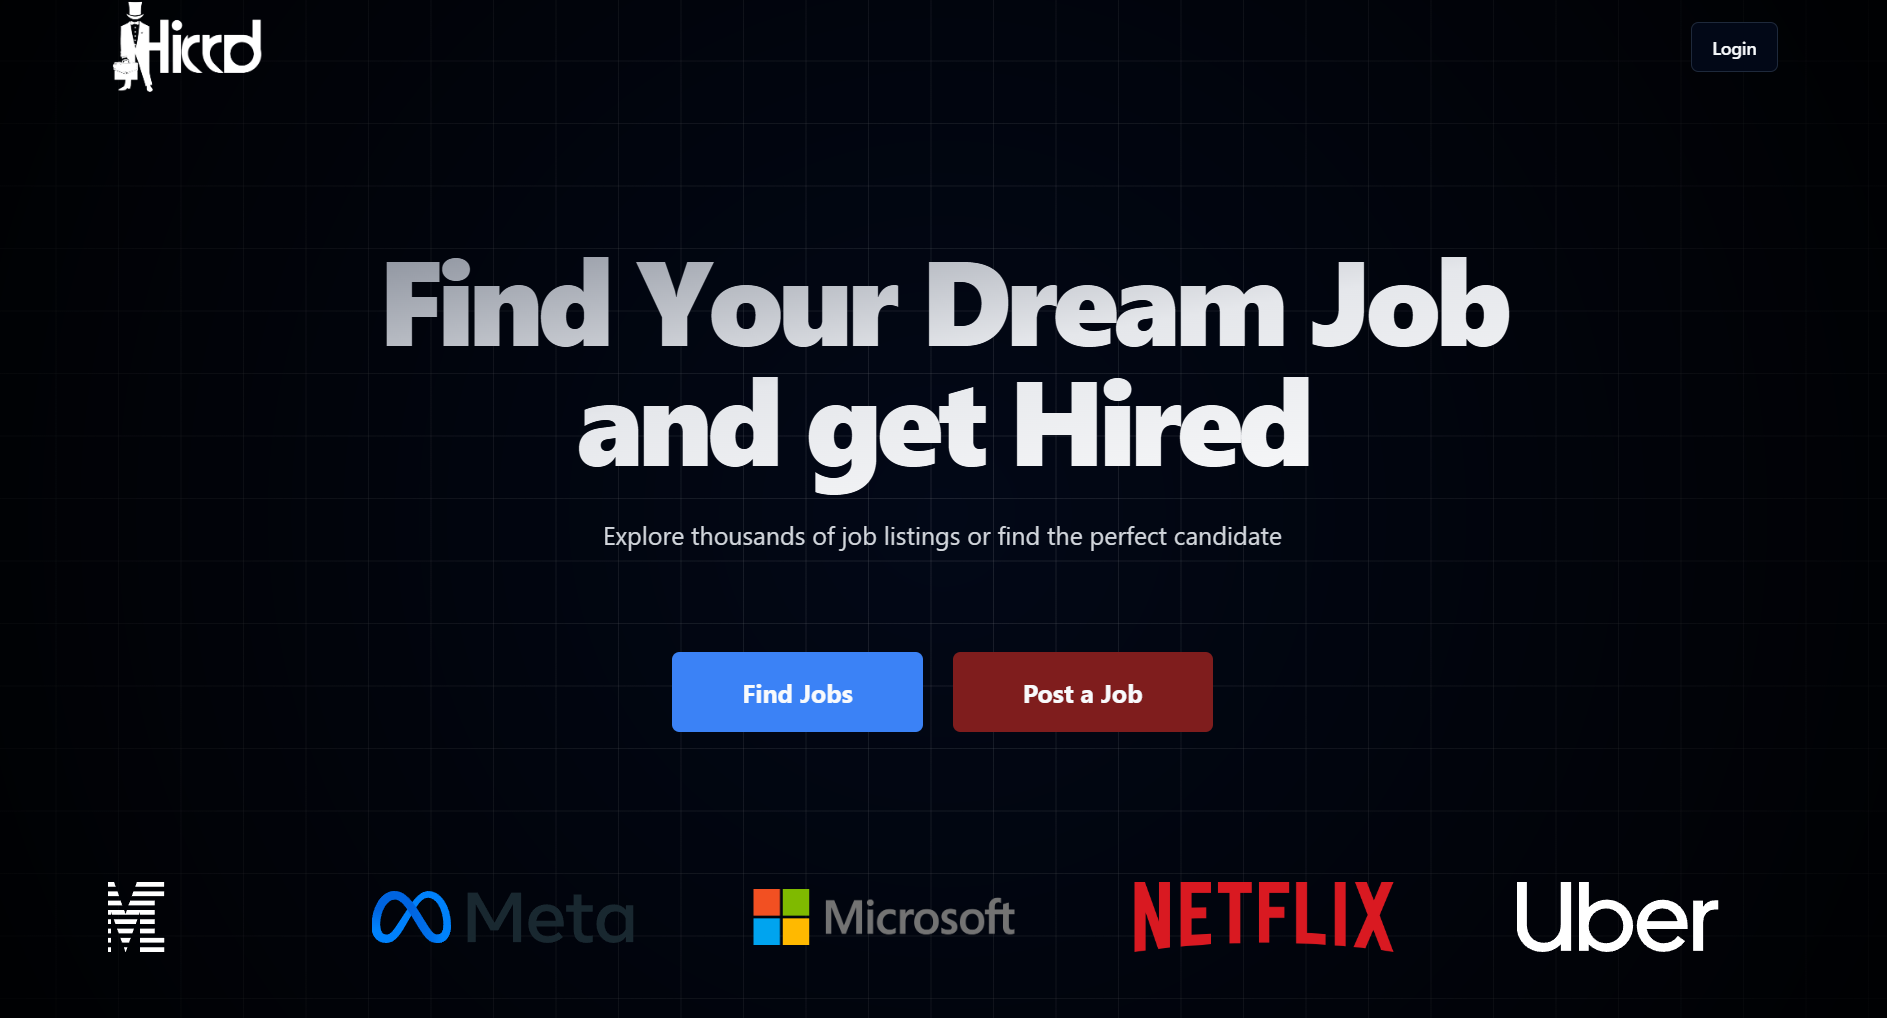 Hirrd
Login
Find Your Dream Job
and get Hired
Explore thousands of job listings or find the perfect candidate
Find Jobs
Post a Job
Meta
Microsoft
NETFLIX
Uber